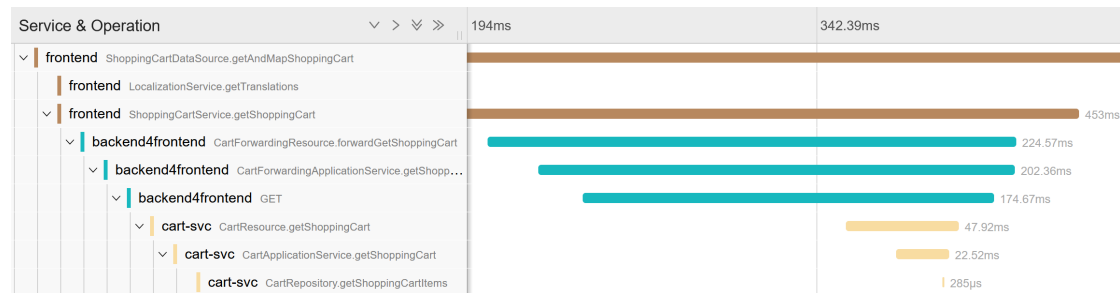 Service & Operation 194ms 342.39ms
frontend ShoppingCartDataSource.getAndMapShoppingCart
frontend LocalizationService.getTranslations
frontend ShoppingCartService.getShoppingCart 453ms
backend4frontend CartForwardingResource.forwardGetShoppingCart 224.57ms
backend4frontend CartForwardingApplicationService.getShopp... 202.36ms
backend4frontend GET 174.67ms
cart-svc CartResource.getShoppingCart 47.92ms
cart-svc CartApplicationService.getShoppingCart 22.52ms
cart-svc CartRepository.getShoppingCartItems 285μs